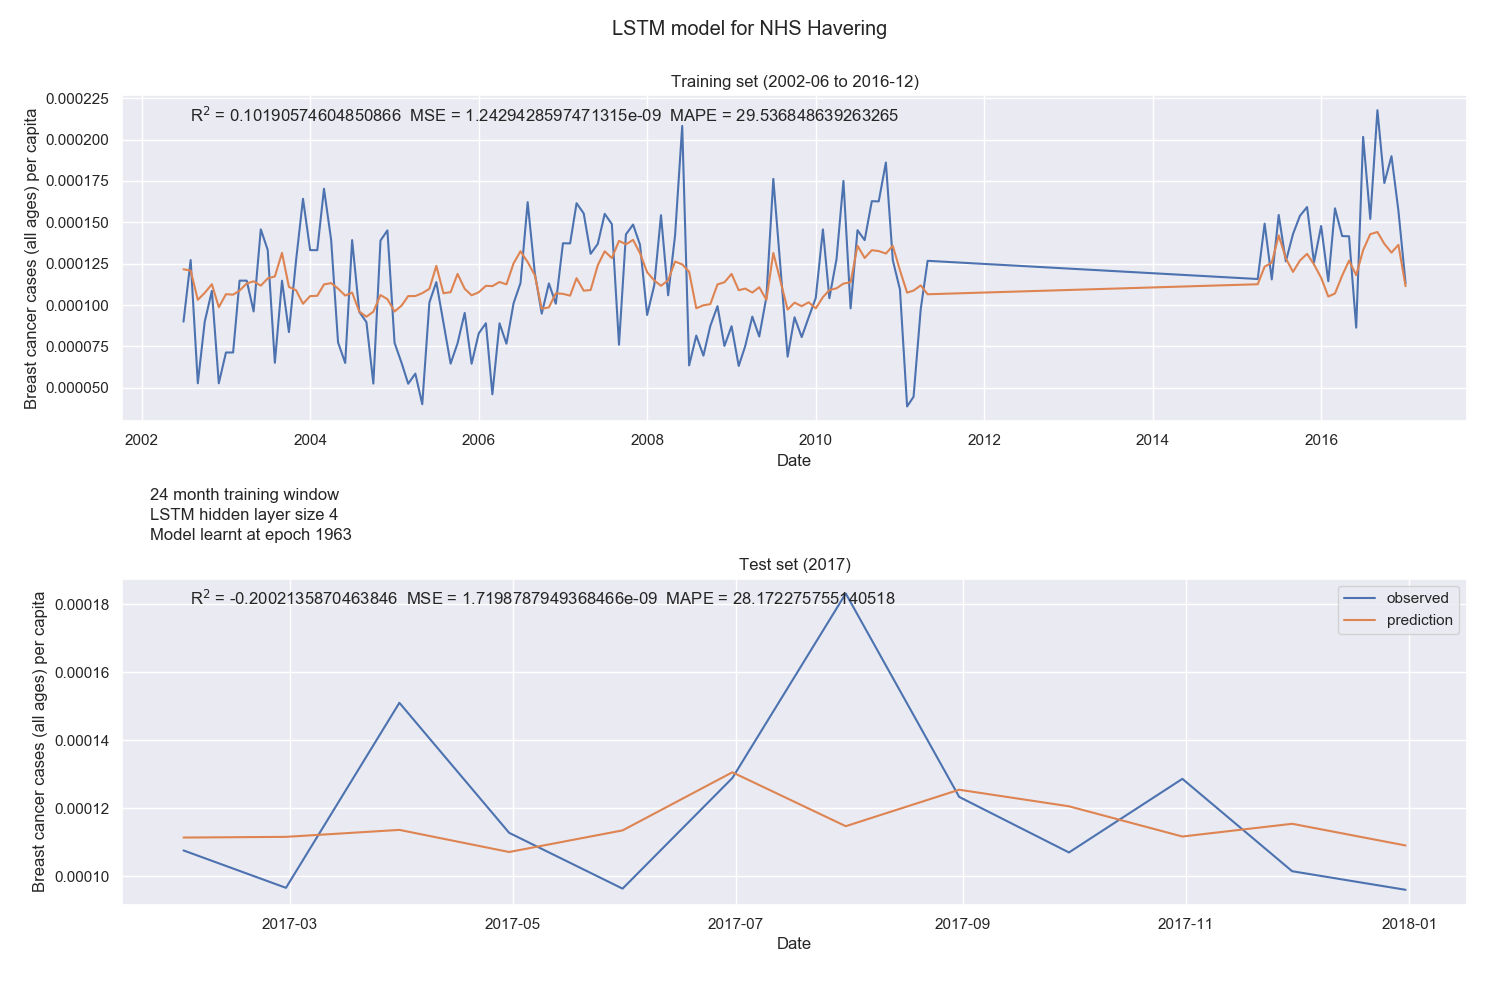 LSTM model for NHS Havering
Training set (2002-06 to 2016-12)
R² = 0.10190574604850866 MSE = 1.2429428597471315e-09 MAPE = 29.536848639263265
Breast cancer cases (all ages) per capita
0.000225
0.000200
0.000175
0.000150
0.000125
0.000100
0.000075
0.000050
2002 2004 2006 2008 2010 2012 2014 2016
Date
24 month training window
LSTM hidden layer size 4
Model learnt at epoch 1963
Test set (2017)
R² = -0.2002135870463846 MSE = 1.7198787949368466e-09 MAPE = 28.172275755140518
observed
prediction
Breast cancer cases (all ages) per capita
0.00018
0.00016
0.00014
0.00012
0.00010
2017-03 2017-05 2017-07 2017-09 2017-11 2018-01
Date